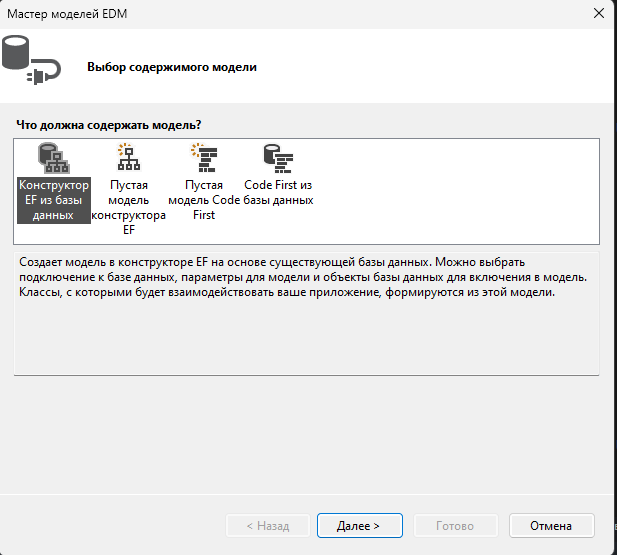 Мастер моделей EDM
Выбор содержимого модели
Что должна содержать модель?
Конструктор EF из базы данных
Пустая модель конструктора EF
Пустая модель Code First
Code First из базы данных
Создает модель в конструкторе EF на основе существующей базы данных. Можно выбрать
подключение к базе данных, параметры для модели и объекты базы данных для включения в модель.
Классы, с которыми будет взаимодействовать ваше приложение, формируются из этой модели.
< Назад
Далее >
Готово
Отмена